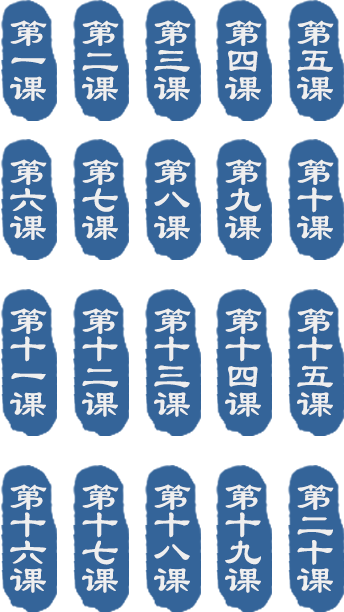 第一课
第二课
第三课
第四课
第五课
第六课
第七课
第八课
第九课
第十课
第十一课
第十二课
第十三课
第十四课
第十五课
第十六课
第十七课
第十八课
第十九课
第二十课